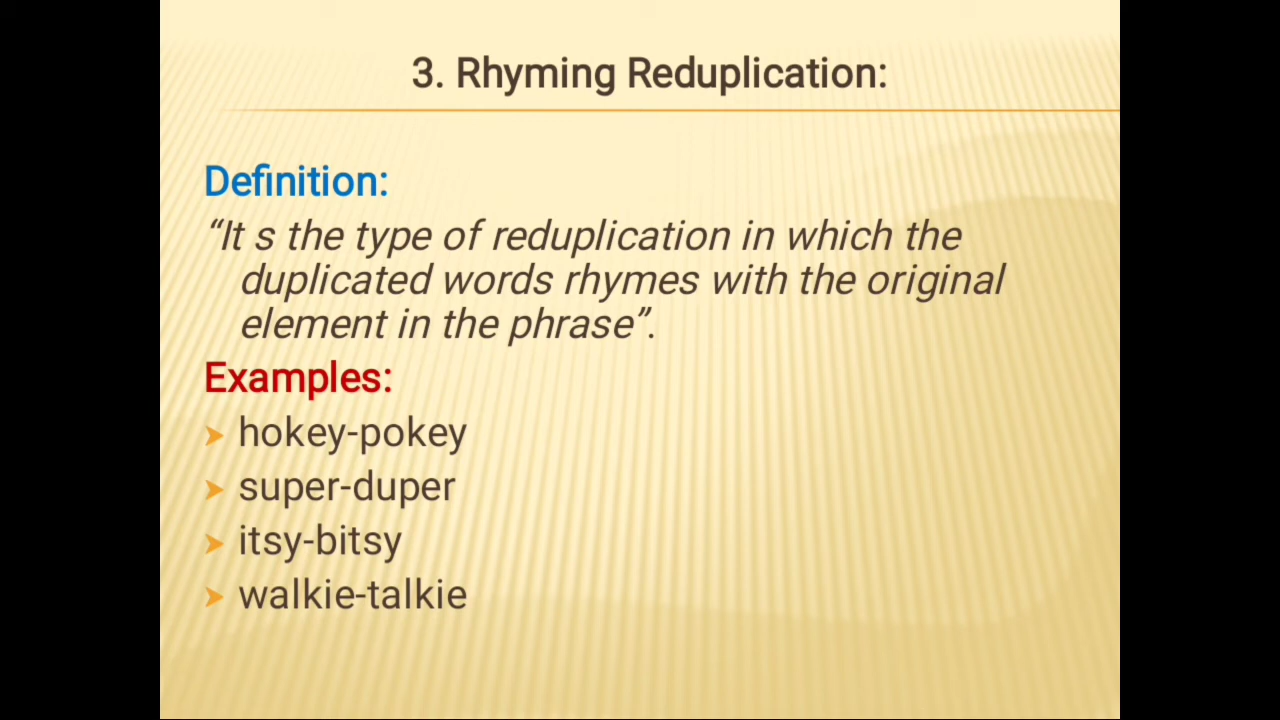 3. Rhyming Reduplication:
Definition:
“It s the type of reduplication in which the
duplicated words rhymes with the original
element in the phrase”.
Examples:
hokey-pokey
super-duper
itsy-bitsy
walkie-talkie